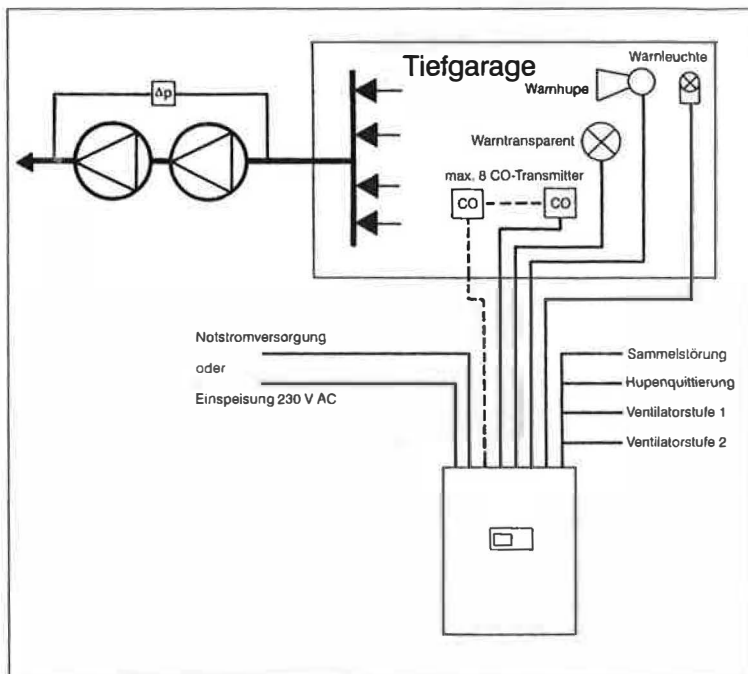 Δp
Tiefgarage
Warnleuchte
Warnhupe
Warntransparent
max. 8 CO-Transmitter
CO
CO
Notstromversorgung
oder
Einspeisung 230 V AC
Sammelstörung
Hupenquittierung
Ventilatorstufe 1
Ventilatorstufe 2